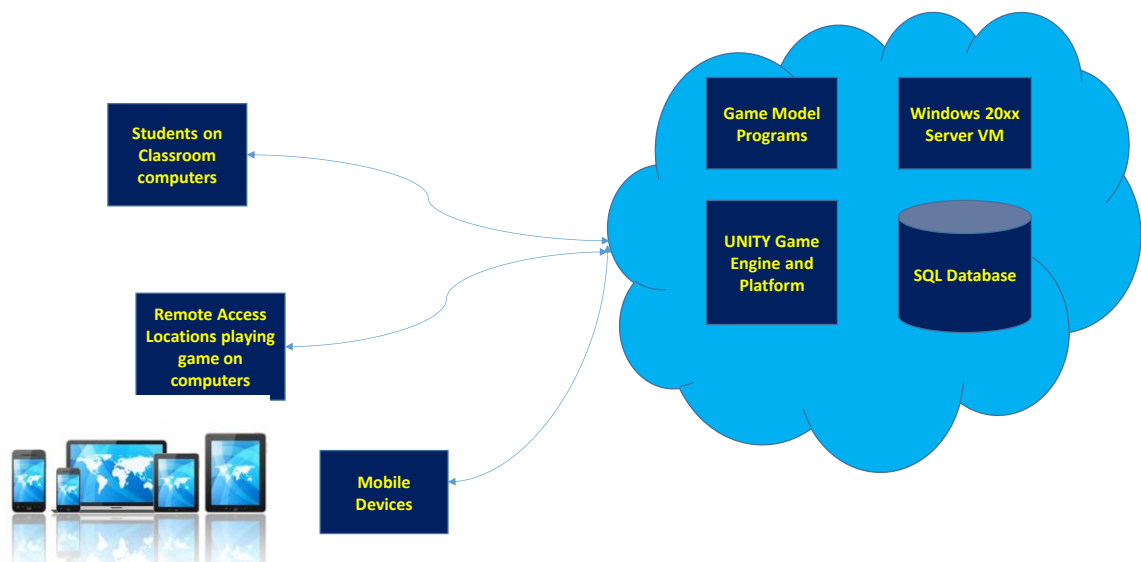 Students on
Classroom
computers
Remote Access
Locations playing
game on
computers
Mobile
Devices
Game Model
Programs
Windows 20xx
Server VM
UNITY Game
Engine and
Platform
SQL Database